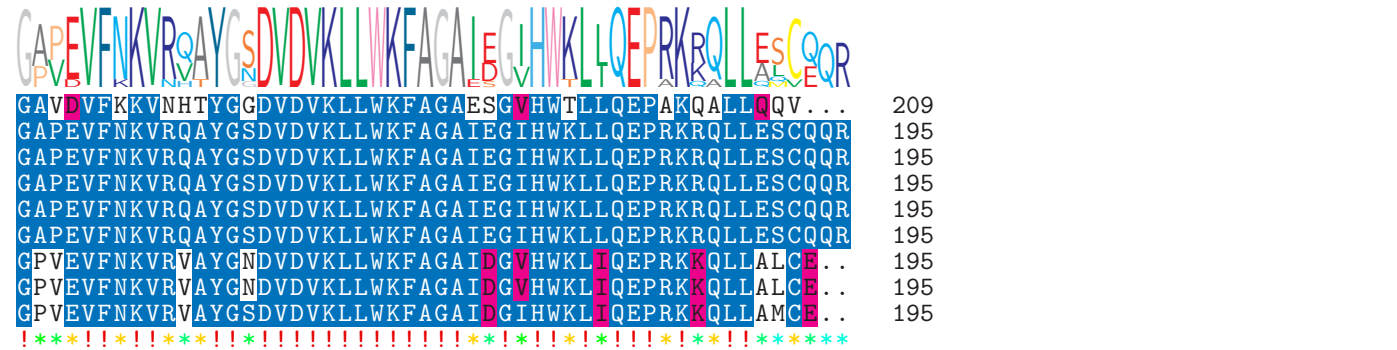 GAPEVFNKVRQAYGSDVDVKLLWKFAGAIEGIHWKLLQEPRKRQLLESCQQR
GAVDVFKKVNHTYGGDVDVKLLWKFAGAESGVHWTLLQEPAKQALLQQV... 209
GAPEVFNKVRQAYGSDVDVKLLWKFAGAIEGIHWKLLQEPRKRQLLESCQQR 195
GAPEVFNKVRQAYGSDVDVKLLWKFAGAIEGIHWKLLQEPRKRQLLESCQQR 195
GAPEVFNKVRQAYGSDVDVKLLWKFAGAIEGIHWKLLQEPRKRQLLESCQQR 195
GAPEVFNKVRQAYGSDVDVKLLWKFAGAIEGIHWKLLQEPRKRQLLESCQQR 195
GAPEVFNKVRQAYGSDVDVKLLWKFAGAIEGIHWKLLQEPRKRQLLESCQQR 195
GPVEVFNKVRVAYGNDVDVKLLWKFAGAIDGVHWKLIQEPRKKQLLALCE.. 195
GPVEVFNKVRVAYGNDVDVKLLWKFAGAIDGVHWKLIQEPRKKQLLALCE.. 195
GPVEVFNKVRVAYGSDVDVKLLWKFAGAIDGIHWKLIQEPRKKQLLAMCE.. 195
!***!!*!!***!!*!!!!!!!!!!!!!**!*!!*!*!!!*!**!!******